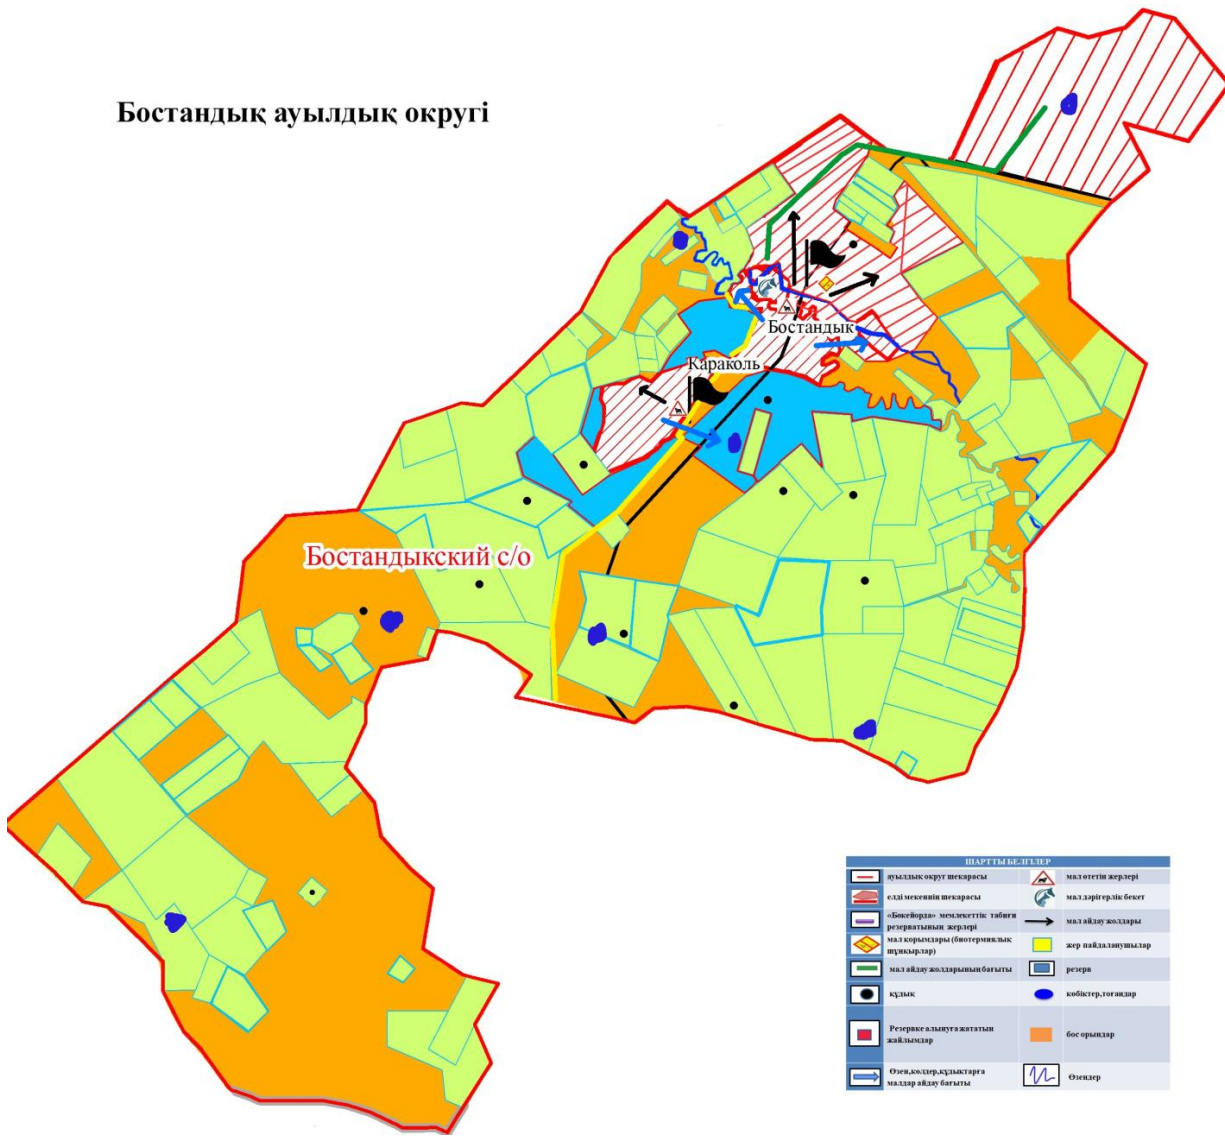 Бостандық ауылдық округі
Бостандык
Караколь
Бостандыкский с/о
ШАРТТЫ БЕЛГІЛЕР
ауылдық округ шекарасы
мал өтетін жерлері
елді мекеннің шекарасы
мал дәрігерлік бекет
«Бөкейорда» мемлекеттік табиғи
резерватының жерлері
мал айдау жолдары
мал қорымдары (биотермиялық
шұңқырлар)
жер пайдаланушылар
мал айдау жолдарының бағыты
резерв
құдық
көбіктер,тоғандар
Резервке алынуға жататын
жайылымдар
бос орындар
Өзен,көлдер,құдықтарға
малдар айдау бағыты
Өзендер